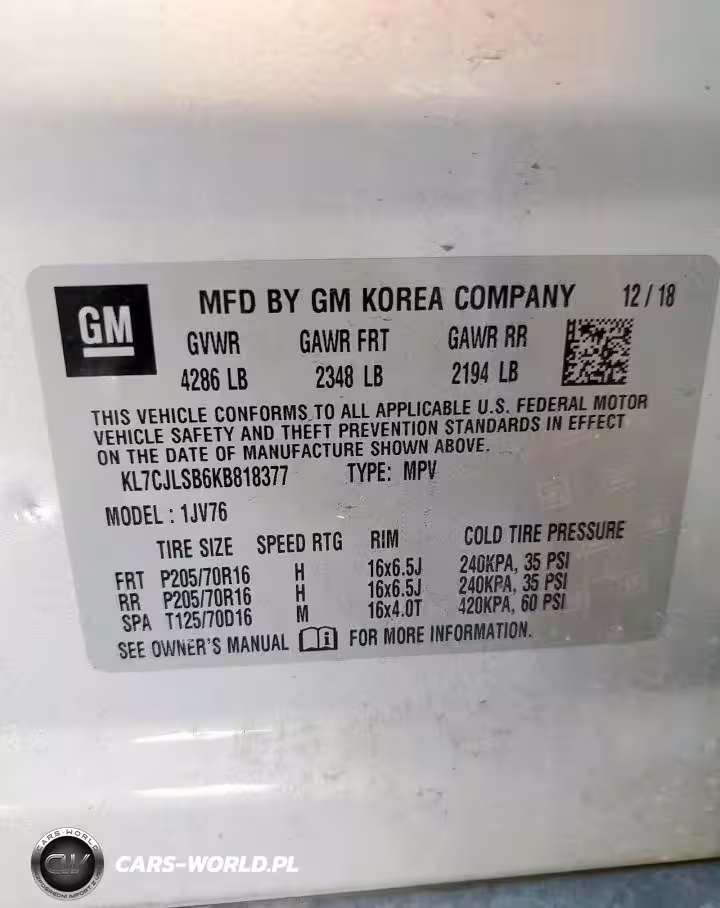 GM
MFD BY GM KOREA COMPANY 12/18
GVWR GAWR FRT GAWR RR
4286 LB 2348 LB 2194 LB
THIS VEHICLE CONFORMS TO ALL APPLICABLE U.S. FEDERAL MOTOR
VEHICLE SAFETY AND THEFT PREVENTION STANDARDS IN EFFECT
ON THE DATE OF MANUFACTURE SHOWN ABOVE.
KL7CJLSB6KB818377 TYPE: MPV
MODEL : 1JV76
TIRE SIZE SPEED RTG RIM COLD TIRE PRESSURE
FRT P205/70R16 H 16x6.5J 240KPA, 35 PSI
RR P205/70R16 H 16x6.5J 240KPA, 35 PSI
SPA T125/70D16 M 16x4.0T 420KPA, 60 PSI
SEE OWNER'S MANUAL FOR MORE INFORMATION.
CARS-WORLD
CW
CARS-WORLD.PL